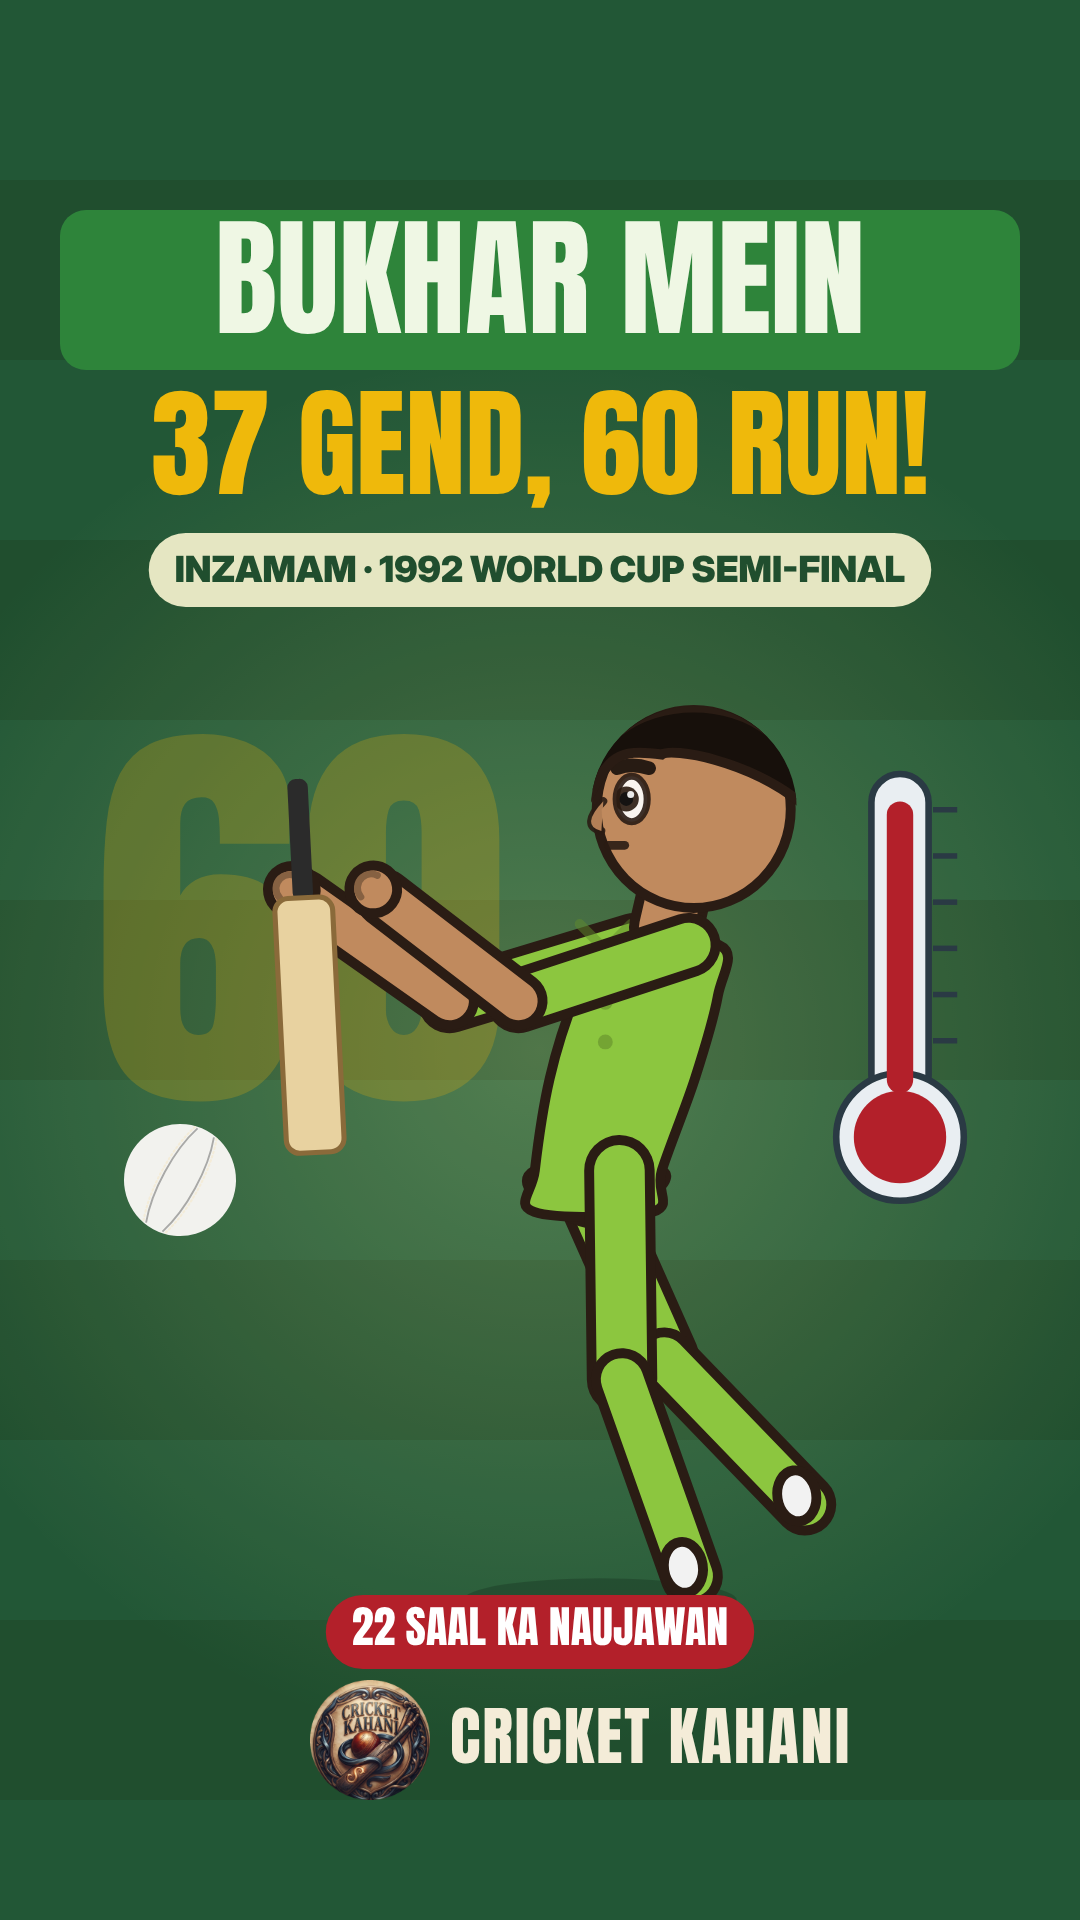 BUKHAR MEIN
37 GEND, 60 RUN!
INZAMAM · 1992 WORLD CUP SEMI-FINAL
60
22 SAAL KA NAUJAWAN
CRICKET
KAHANI
CRICKET KAHANI